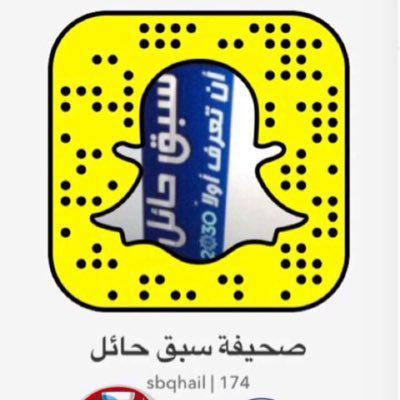 أن تعرف أولاً
سبق حائل
2030
صحيفة سبق حائل
sbqhail | 174